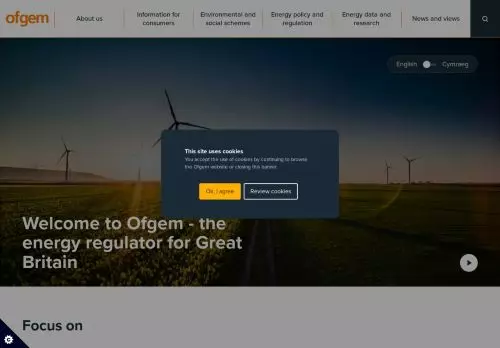 ofgem
About us
Information for
consumers
Environmental and
social schemes
Energy policy and
regulation
Energy data and
research
News and views
English
Cymraeg
This site uses cookies
You accept the use of cookies by continuing to browse
the Ofgem website or closing this banner.
Ok, I agree
Review cookies
Welcome to Ofgem - the
energy regulator for Great
Britain
Focus on